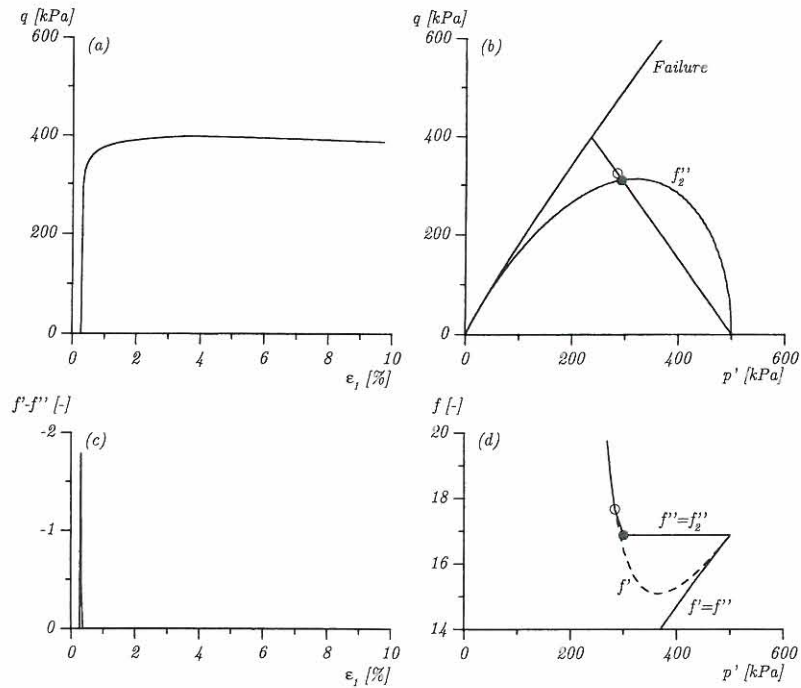 q [kPa]
600
(a)
400
200
0
0 2 4 6 8 10
ε₁ [%]
q [kPa]
600
(b)
Failure
400
f₂''
200
0
0 200 400 600
p' [kPa]
f'-f'' [-]
-2
(c)
-1
0
0 2 4 6 8 10
ε₁ [%]
f [-]
20
(d)
18
f''=f₂''
16
f'
f'=f''
14
0 200 400 600
p' [kPa]